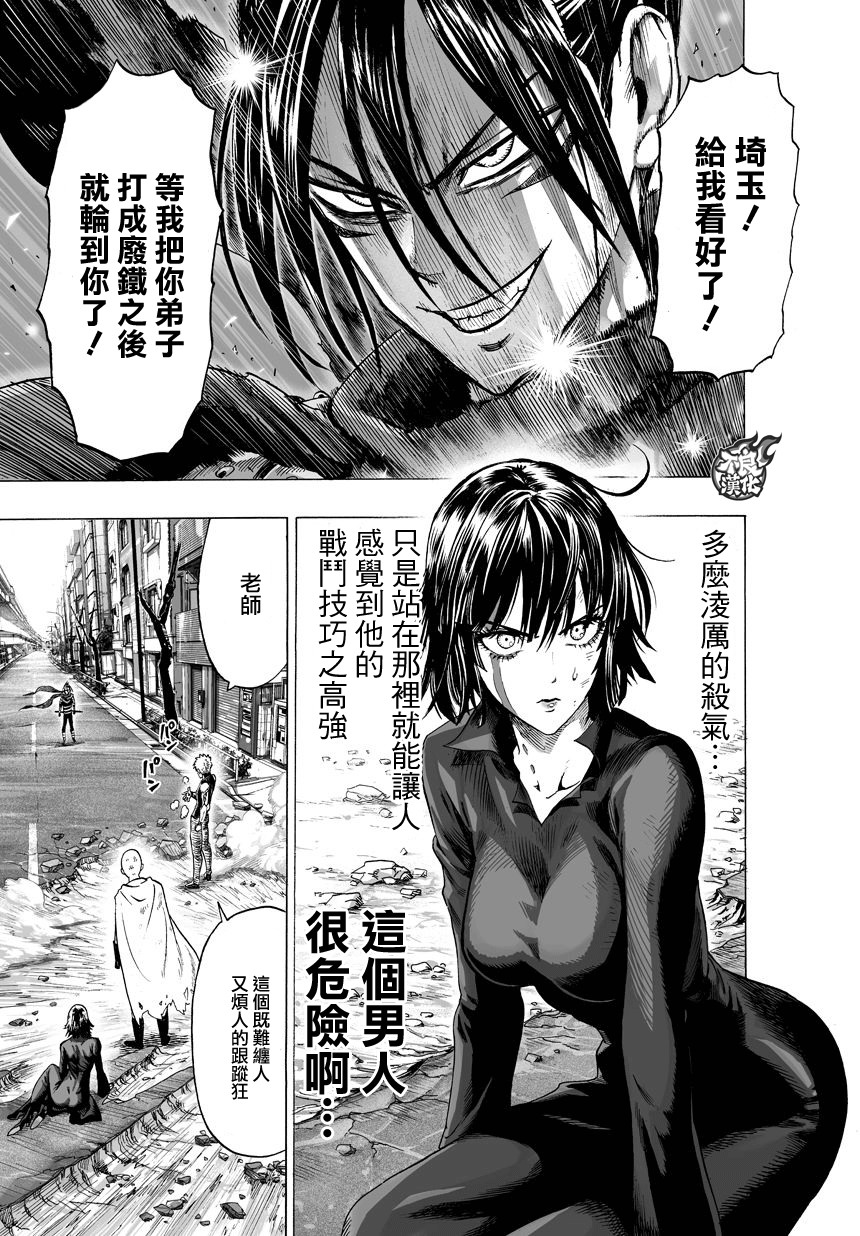 埼玉！
給我看好了！
等我把你弟子
打成廢鐵之後
就輪到你了！
不良
漢化
多麼淩厲的殺氣…
只是站在那裡就能讓人
感覺到他的
戰鬥技巧之高強
這個男人
很危險啊…
老師
パン
パン
這個既難纏人
又煩人的跟蹤狂